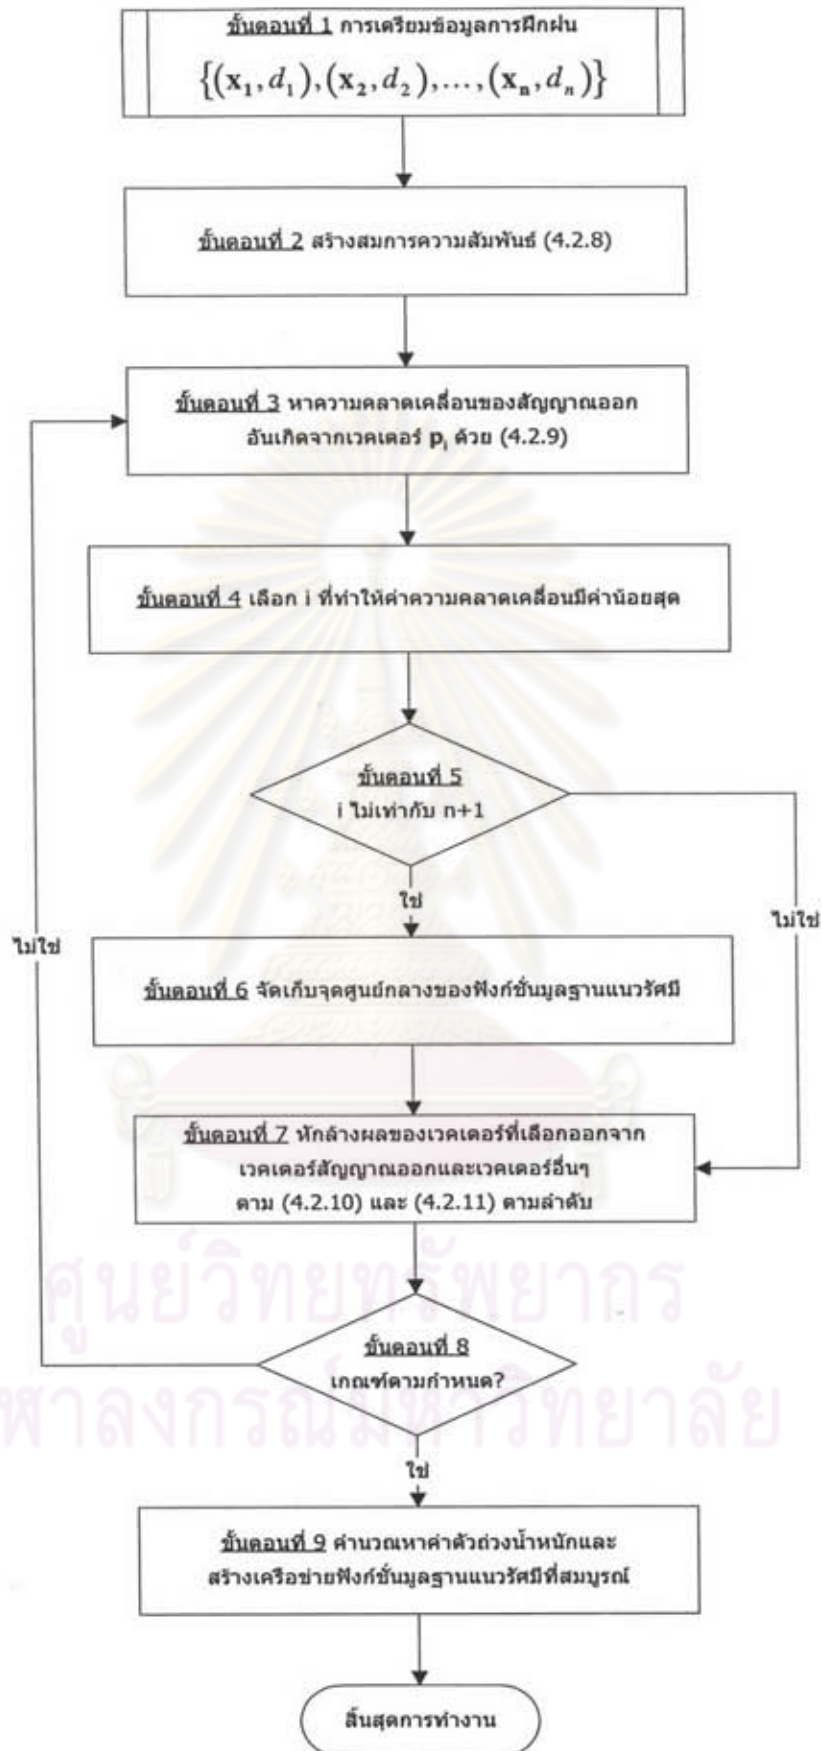 ขั้นตอนที่ 1 การเตรียมข้อมูลการฝึกฝน
{(x₁, d₁), (x₂, d₂), ..., (xₙ, dₙ)}
ขั้นตอนที่ 2 สร้างสมการความสัมพันธ์ (4.2.8)
ขั้นตอนที่ 3 หาความคลาดเคลื่อนของสัญญาณออก
อันเกิดจากเวคเตอร์ pᵢ ด้วย (4.2.9)
ขั้นตอนที่ 4 เลือก i ที่ทำให้ค่าความคลาดเคลื่อนมีค่าน้อยสุด
ขั้นตอนที่ 5
i ไม่เท่ากับ n+1
ใช่
ไม่ใช่
ไม่ใช่
ขั้นตอนที่ 6 จัดเก็บจุดศูนย์กลางของฟังก์ชั่นมูลฐานแนวรัศมี
ขั้นตอนที่ 7 หักล้างผลของเวคเตอร์ที่เลือกออกจาก
เวคเตอร์สัญญาณออกและเวคเตอร์อื่นๆ
ตาม (4.2.10) และ (4.2.11) ตามลำดับ
ศูนย์วิทยทรัพยากร
ขั้นตอนที่ 8
เกณฑ์ตามกำหนด?
ฬาลงกรณ์มหาวิทยาลัย
ใช่
ขั้นตอนที่ 9 คำนวณหาค่าตัวถ่วงน้ำหนักและ
สร้างเครือข่ายฟังก์ชั่นมูลฐานแนวรัศมีที่สมบูรณ์
สิ้นสุดการทำงาน